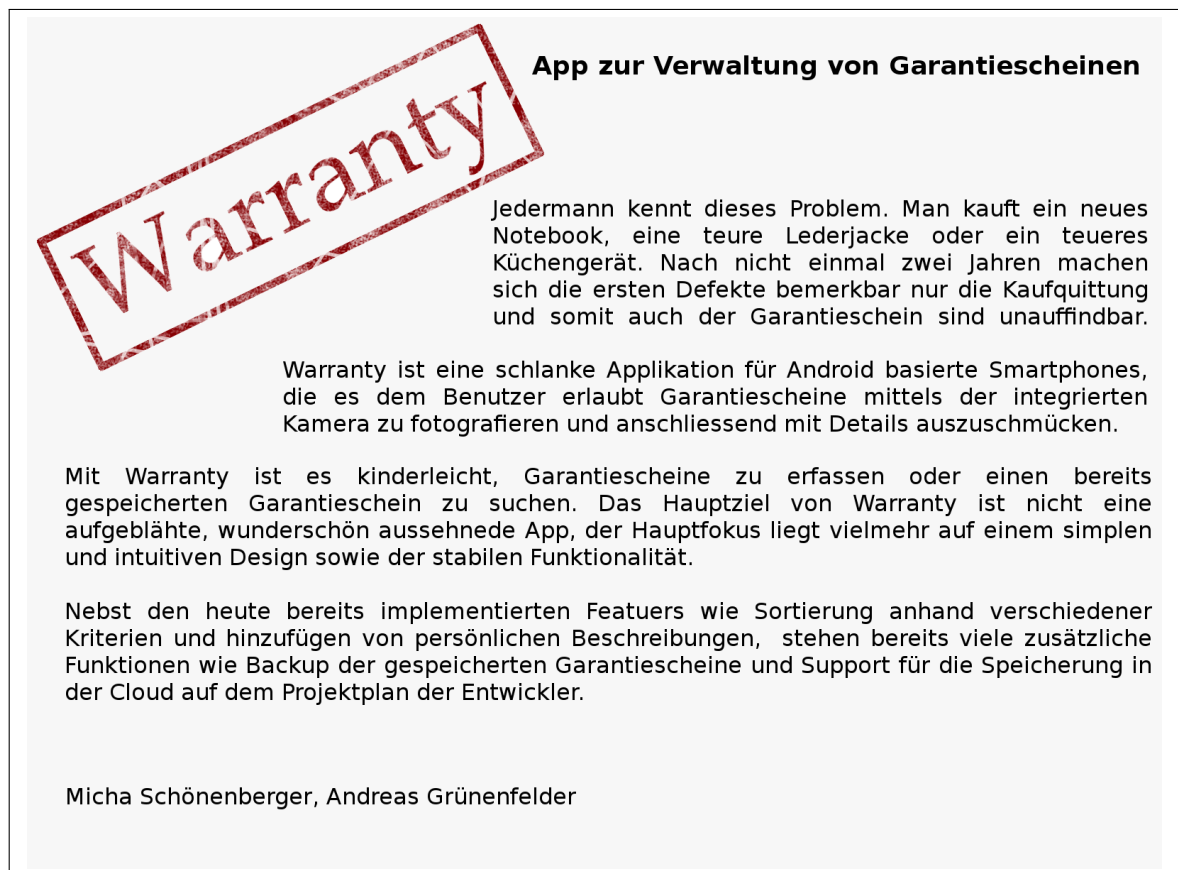 Warranty
App zur Verwaltung von Garantiescheinen
Jedermann kennt dieses Problem. Man kauft ein neues
Notebook, eine teure Lederjacke oder ein teueres
Küchengerät. Nach nicht einmal zwei Jahren machen
sich die ersten Defekte bemerkbar nur die Kaufquittung
und somit auch der Garantieschein sind unauffindbar.
Warranty ist eine schlanke Applikation für Android basierte Smartphones,
die es dem Benutzer erlaubt Garantiescheine mittels der integrierten
Kamera zu fotografieren und anschliessend mit Details auszuschmücken.
Mit Warranty ist es kinderleicht, Garantiescheine zu erfassen oder einen bereits
gespeicherten Garantieschein zu suchen. Das Hauptziel von Warranty ist nicht eine
aufgeblähte, wunderschön aussehnede App, der Hauptfokus liegt vielmehr auf einem simplen
und intuitiven Design sowie der stabilen Funktionalität.
Nebst den heute bereits implementierten Featuers wie Sortierung anhand verschiedener
Kriterien und hinzufügen von persönlichen Beschreibungen,  stehen bereits viele zusätzliche
Funktionen wie Backup der gespeicherten Garantiescheine und Support für die Speicherung in
der Cloud auf dem Projektplan der Entwickler.
Micha Schönenberger, Andreas Grünenfelder